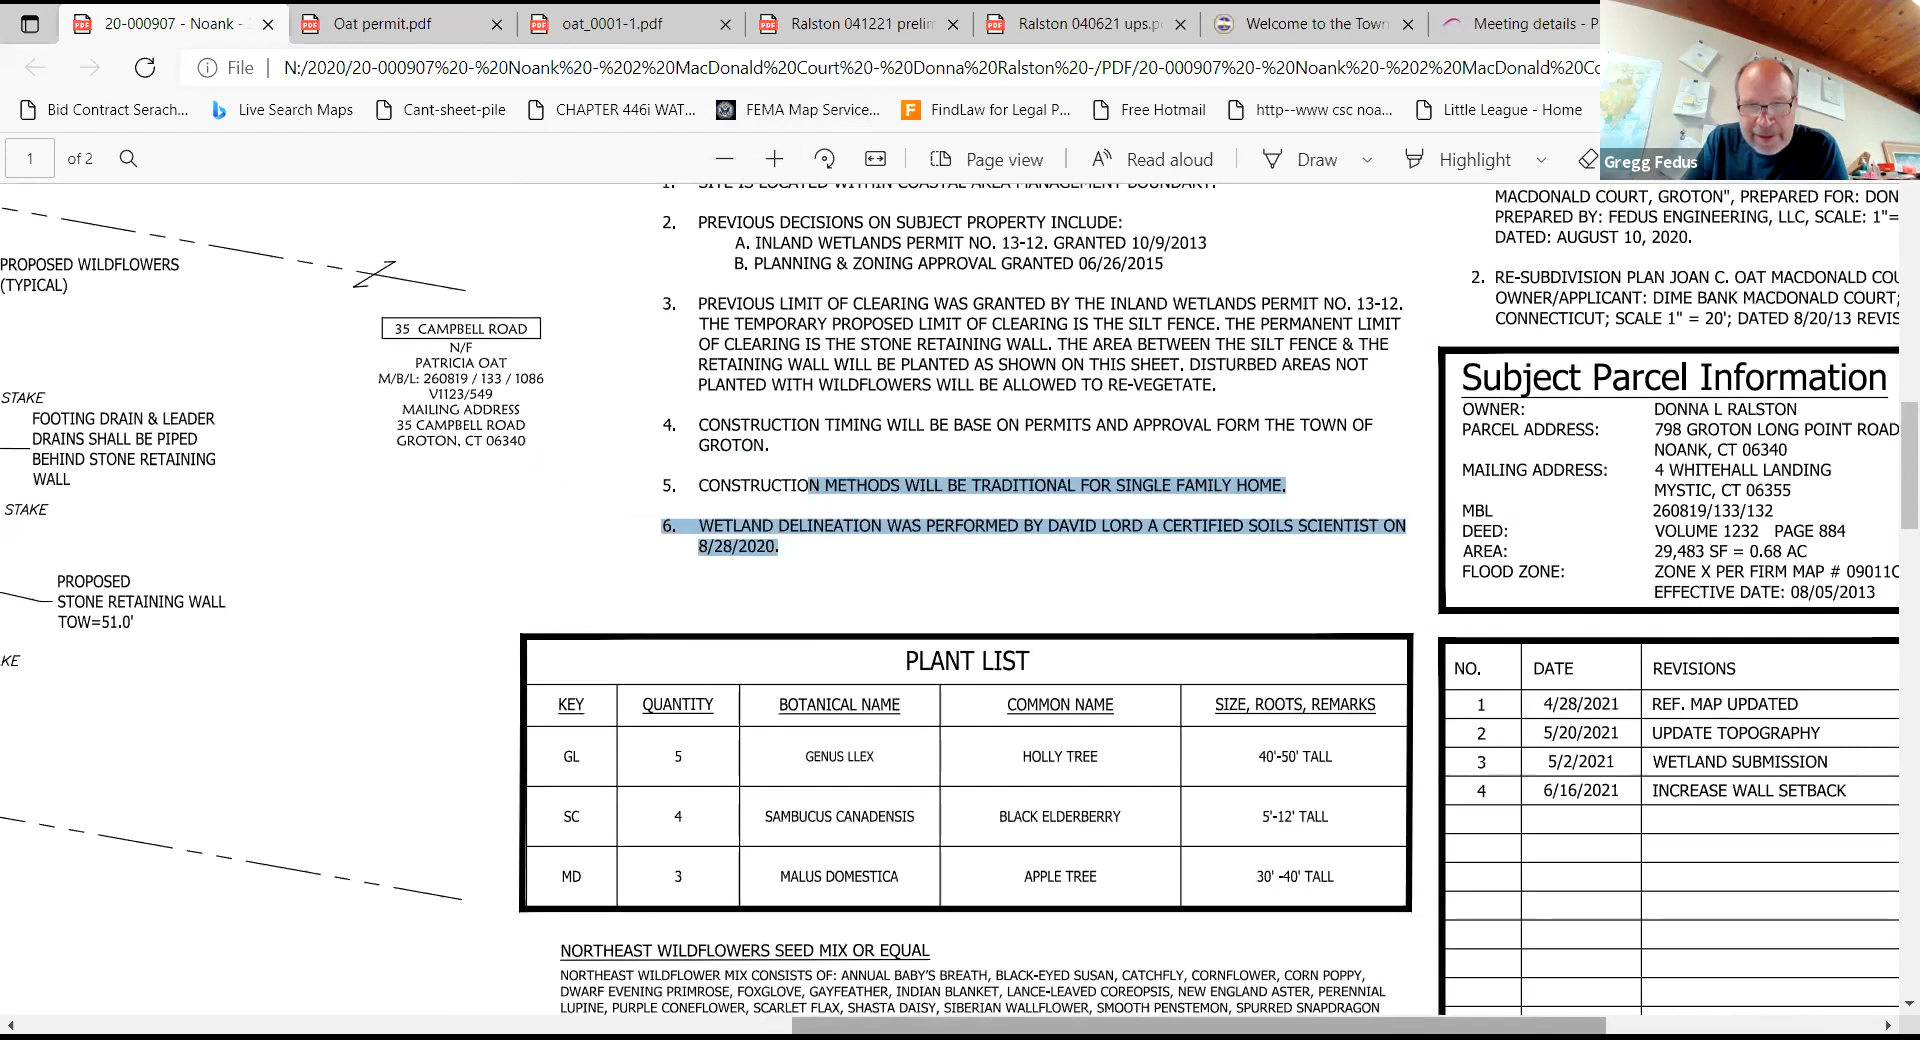 20-000907 - Noank -
Oat permit.pdf
oat_0001-1.pdf
Ralston 041221 prelim
Ralston 040621 ups.p
Welcome to the Town
Meeting details - P
File
N:/2020/20-000907%20-%20Noank%20-%202%20MacDonald%20Court%20-%20Donna%20Ralston%20-/PDF/20-000907%20-%20Noank%20-%202%20MacDonald%20Co
Bid Contract Serach...
Live Search Maps
Cant-sheet-pile
CHAPTER 446i WAT...
FEMA Map Service...
FindLaw for Legal P...
Free Hotmail
http--www csc noa...
Little League - Home
1 of 2
Page view
Read aloud
Draw
Highlight
Gregg Fedus
PROPOSED WILDFLOWERS
(TYPICAL)
35 CAMPBELL ROAD
N/F
PATRICIA OAT
M/B/L: 260819 / 133 / 1086
V1123/549
MAILING ADDRESS
35 CAMPBELL ROAD
GROTON, CT 06340
STAKE
FOOTING DRAIN & LEADER
DRAINS SHALL BE PIPED
BEHIND STONE RETAINING
WALL
STAKE
PROPOSED
STONE RETAINING WALL
TOW=51.0'
KE
1. SITE IS LOCATED WITHIN COASTAL AREA MANAGEMENT BOUNDARY.
2. PREVIOUS DECISIONS ON SUBJECT PROPERTY INCLUDE:
A. INLAND WETLANDS PERMIT NO. 13-12. GRANTED 10/9/2013
B. PLANNING & ZONING APPROVAL GRANTED 06/26/2015
3. PREVIOUS LIMIT OF CLEARING WAS GRANTED BY THE INLAND WETLANDS PERMIT NO. 13-12.
THE TEMPORARY PROPOSED LIMIT OF CLEARING IS THE SILT FENCE. THE PERMANENT LIMIT
OF CLEARING IS THE STONE RETAINING WALL. THE AREA BETWEEN THE SILT FENCE & THE
RETAINING WALL WILL BE PLANTED AS SHOWN ON THIS SHEET. DISTURBED AREAS NOT
PLANTED WITH WILDFLOWERS WILL BE ALLOWED TO RE-VEGETATE.
4. CONSTRUCTION TIMING WILL BE BASE ON PERMITS AND APPROVAL FORM THE TOWN OF
GROTON.
5. CONSTRUCTION METHODS WILL BE TRADITIONAL FOR SINGLE FAMILY HOME.
6. WETLAND DELINEATION WAS PERFORMED BY DAVID LORD A CERTIFIED SOILS SCIENTIST ON
8/28/2020.
PLANT LIST
KEY QUANTITY BOTANICAL NAME COMMON NAME SIZE, ROOTS, REMARKS
GL 5 GENUS LLEX HOLLY TREE 40'-50' TALL
SC 4 SAMBUCUS CANADENSIS BLACK ELDERBERRY 5'-12' TALL
MD 3 MALUS DOMESTICA APPLE TREE 30' -40' TALL
NORTHEAST WILDFLOWERS SEED MIX OR EQUAL
NORTHEAST WILDFLOWER MIX CONSISTS OF: ANNUAL BABY'S BREATH, BLACK-EYED SUSAN, CATCHFLY, CORNFLOWER, CORN POPPY,
DWARF EVENING PRIMROSE, FOXGLOVE, GAYFEATHER, INDIAN BLANKET, LANCE-LEAVED COREOPSIS, NEW ENGLAND ASTER, PERENNIAL
LUPINE, PURPLE CONEFLOWER, SCARLET FLAX, SHASTA DAISY, SIBERIAN WALLFLOWER, SMOOTH PENSTEMON, SPURRED SNAPDRAGON
MACDONALD COURT, GROTON", PREPARED FOR: DON
PREPARED BY: FEDUS ENGINEERING, LLC, SCALE: 1"=
DATED: AUGUST 10, 2020.
2. RE-SUBDIVISION PLAN JOAN C. OAT MACDONALD COU
OWNER/APPLICANT: DIME BANK MACDONALD COURT;
CONNECTICUT; SCALE 1" = 20'; DATED 8/20/13 REVIS
Subject Parcel Information
OWNER: DONNA L RALSTON
PARCEL ADDRESS: 798 GROTON LONG POINT ROAD
NOANK, CT 06340
MAILING ADDRESS: 4 WHITEHALL LANDING
MYSTIC, CT 06355
MBL 260819/133/132
DEED: VOLUME 1232 PAGE 884
AREA: 29,483 SF = 0.68 AC
FLOOD ZONE: ZONE X PER FIRM MAP # 09011C
EFFECTIVE DATE: 08/05/2013
NO. DATE REVISIONS
1 4/28/2021 REF. MAP UPDATED
2 5/20/2021 UPDATE TOPOGRAPHY
3 5/2/2021 WETLAND SUBMISSION
4 6/16/2021 INCREASE WALL SETBACK